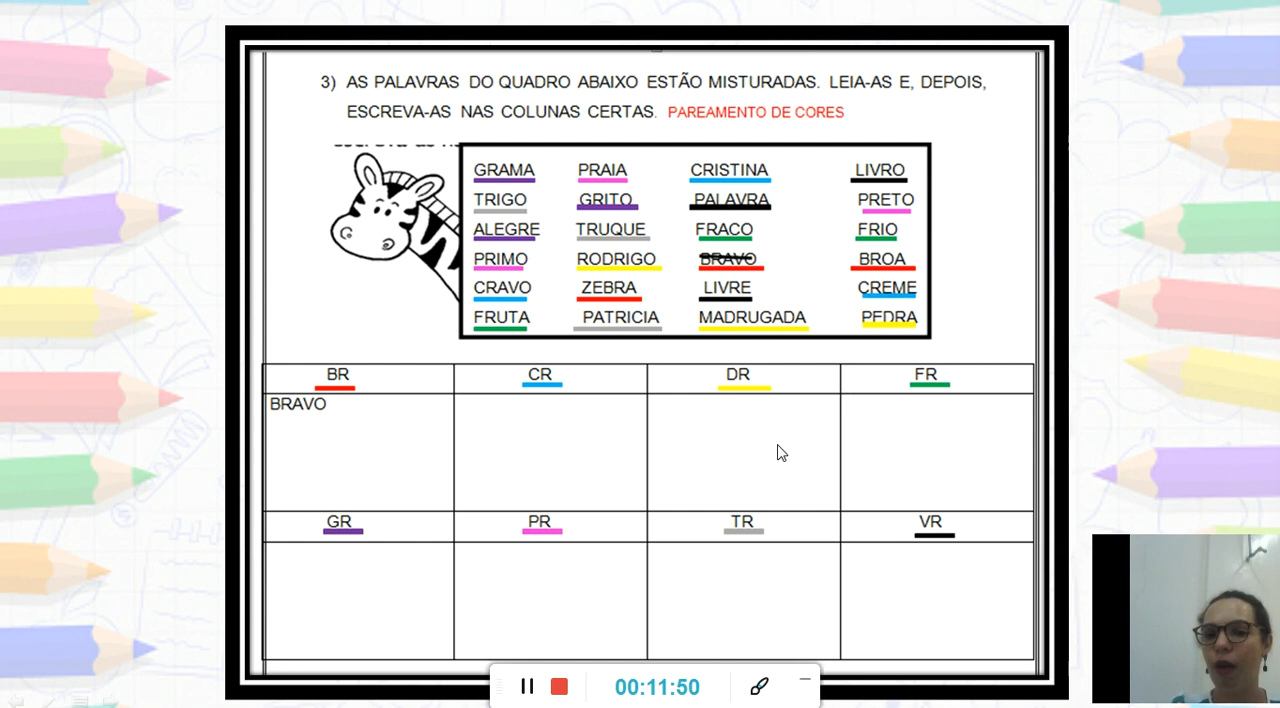 3) AS PALAVRAS DO QUADRO ABAIXO ESTÃO MISTURADAS. LEIA-AS E, DEPOIS,
ESCREVA-AS NAS COLUNAS CERTAS. PAREAMENTO DE CORES
GRAMA PRAIA CRISTINA LIVRO
TRIGO GRITO PALAVRA PRETO
ALEGRE TRUQUE FRACO FRIO
PRIMO RODRIGO BRAVO BROA
CRAVO ZEBRA LIVRE CREME
FRUTA PATRICIA MADRUGADA PEDRA
BR CR DR FR
BRAVO
GR PR TR VR
00:11:50